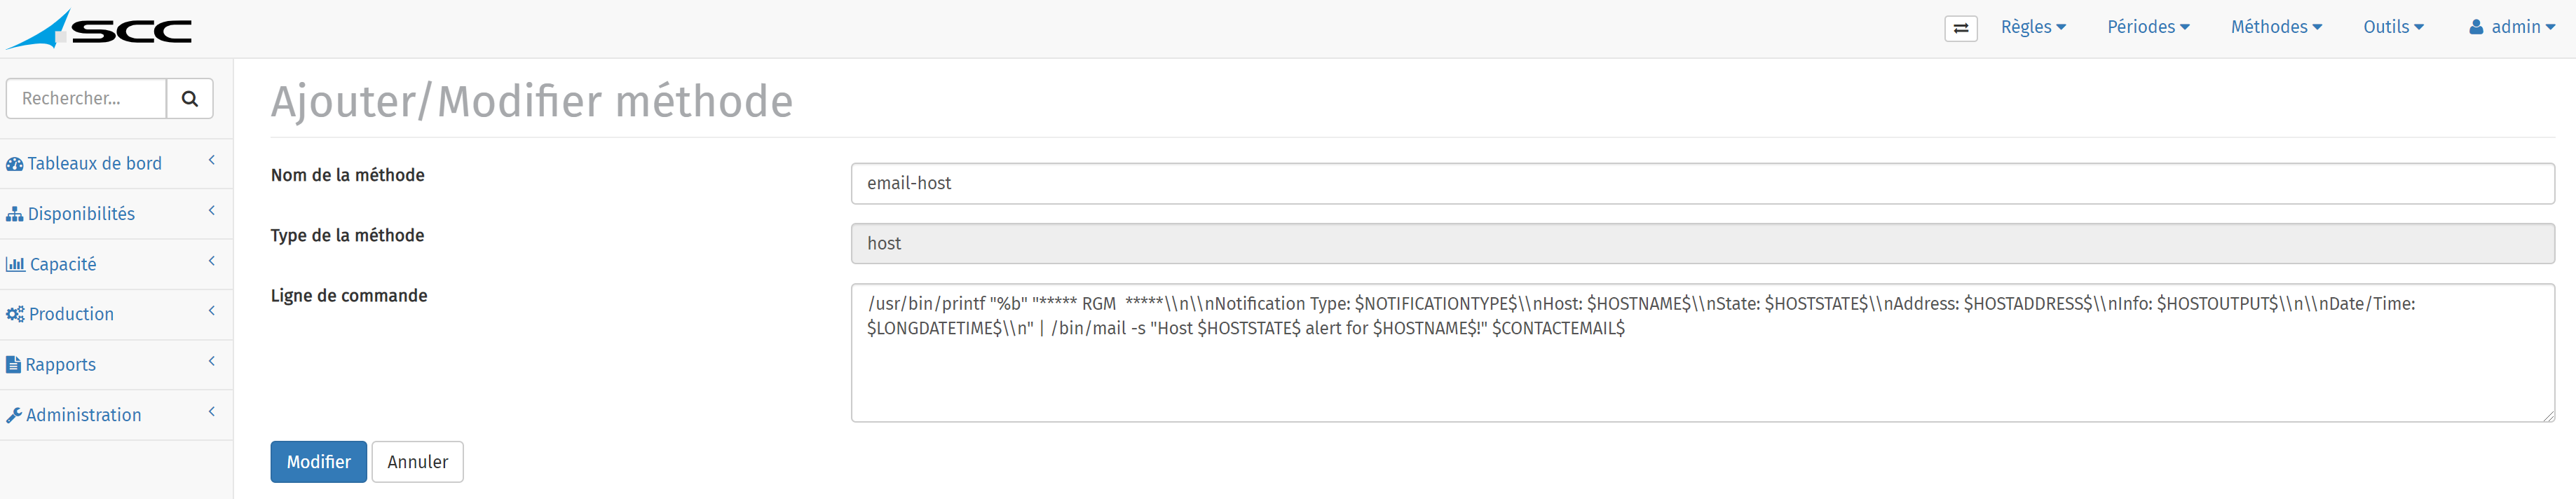 SCC
Règles
Périodes
Méthodes
Outils
admin
Rechercher...
Tableaux de bord
Disponibilités
Capacité
Production
Rapports
Administration
Ajouter/Modifier méthode
Nom de la méthode
email-host
Type de la méthode
host
Ligne de commande
/usr/bin/printf "%b" "***** RGM  *****\\n\\nNotification Type: $NOTIFICATIONTYPE$\\nHost: $HOSTNAME$\\nState: $HOSTSTATE$\\nAddress: $HOSTADDRESS$\\nInfo: $HOSTOUTPUT$\\n\\nDate/Time:
$LONGDATETIME$\\n" | /bin/mail -s "Host $HOSTSTATE$ alert for $HOSTNAME$!" $CONTACTEMAIL$
Modifier
Annuler